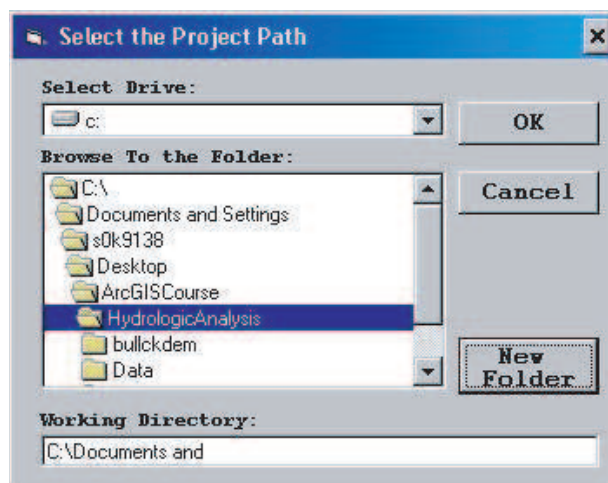 Select the Project Path
Select Drive:
c:
OK
Browse To the Folder:
C:\
Cancel
Documents and Settings
s0k9138
Desktop
ArcGISCourse
HydrologicAnalysis
bullckdem
Data
New
Folder
Working Directory:
C:\Documents and